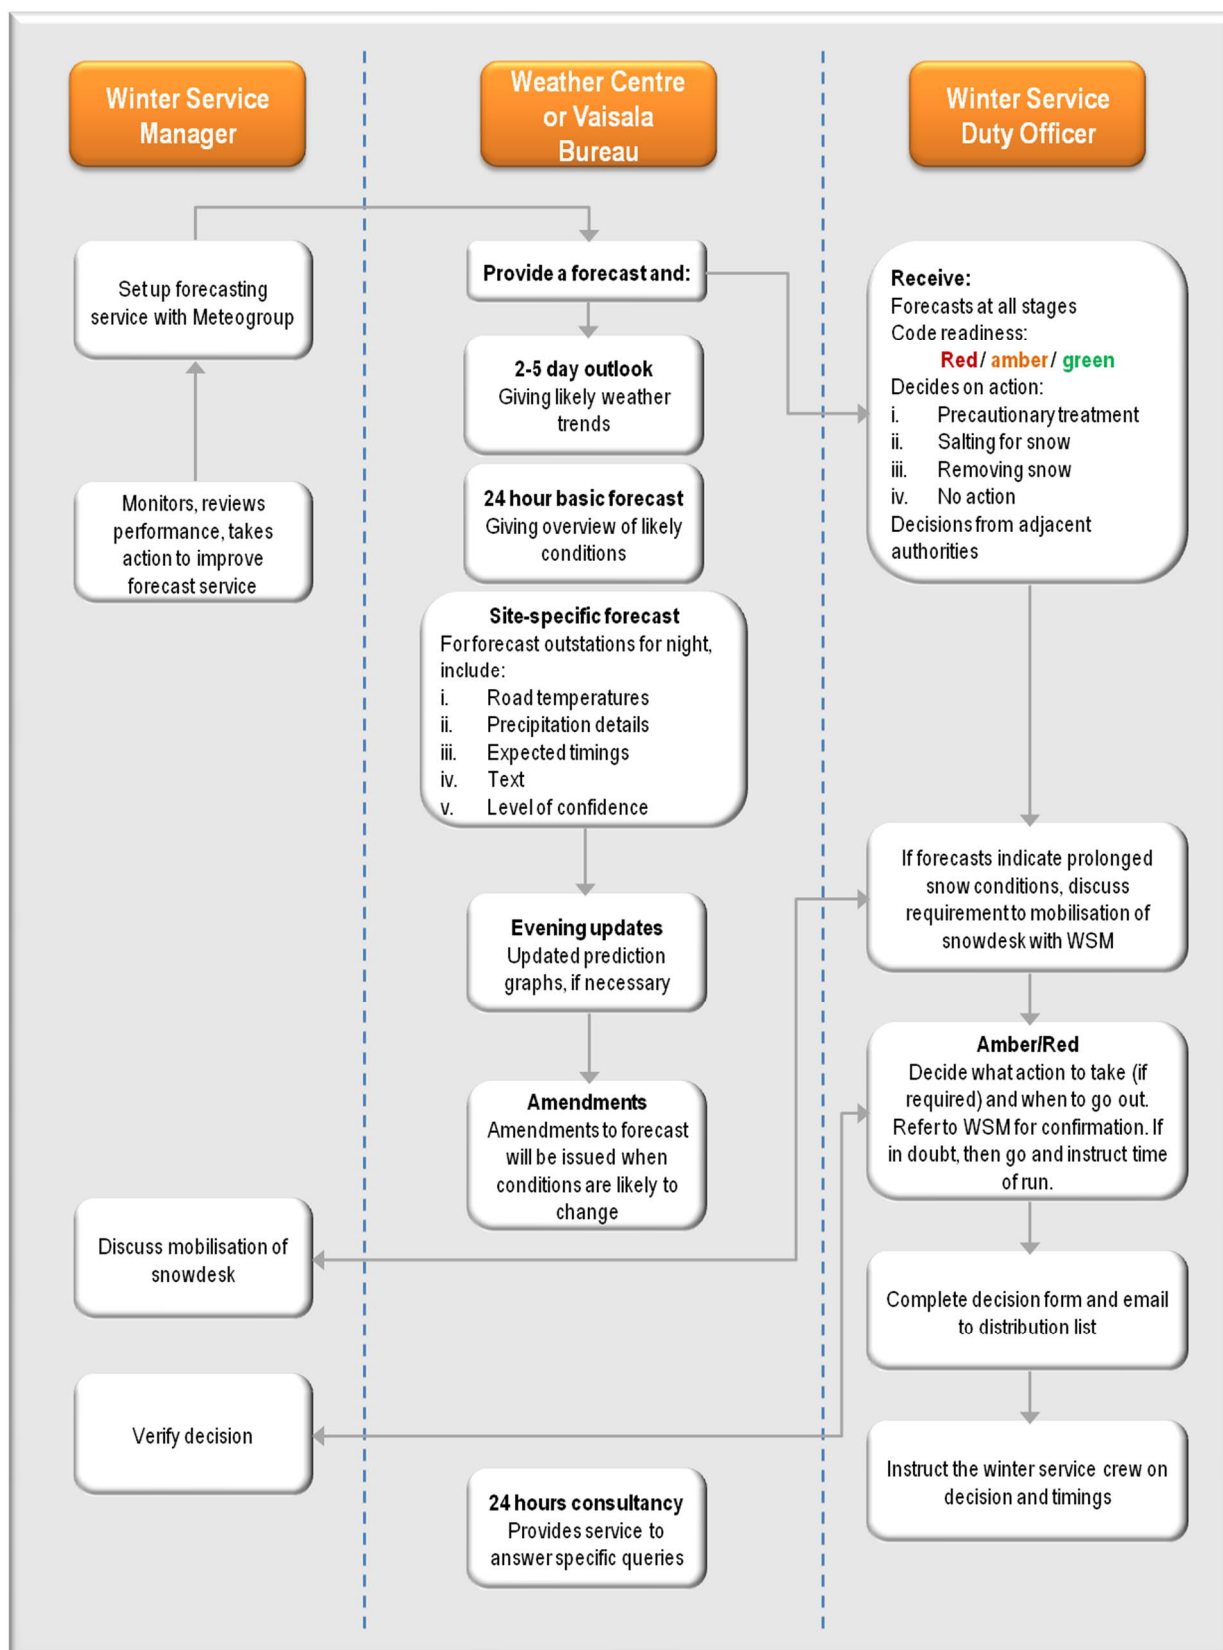 Winter Service
Manager
Weather Centre
or Vaisala
Bureau
Winter Service
Duty Officer
Set up forecasting
service with Meteogroup
Monitors, reviews
performance, takes
action to improve
forecast service
Discuss mobilisation of
snowdesk
Verify decision
Provide a forecast and:
2-5 day outlook
Giving likely weather
trends
24 hour basic forecast
Giving overview of likely
conditions
Site-specific forecast
For forecast outstations for night,
include:
i. Road temperatures
ii. Precipitation details
iii. Expected timings
iv. Text
v. Level of confidence
Evening updates
Updated prediction
graphs, if necessary
Amendments
Amendments to forecast
will be issued when
conditions are likely to
change
24 hours consultancy
Provides service to
answer specific queries
Receive:
Forecasts at all stages
Code readiness:
Red / amber / green
Decides on action:
i. Precautionary treatment
ii. Salting for snow
iii. Removing snow
iv. No action
Decisions from adjacent
authorities
If forecasts indicate prolonged
snow conditions, discuss
requirement to mobilisation of
snowdesk with WSM
Amber/Red
Decide what action to take (if
required) and when to go out.
Refer to WSM for confirmation. If
in doubt, then go and instruct time
of run.
Complete decision form and email
to distribution list
Instruct the winter service crew on
decision and timings